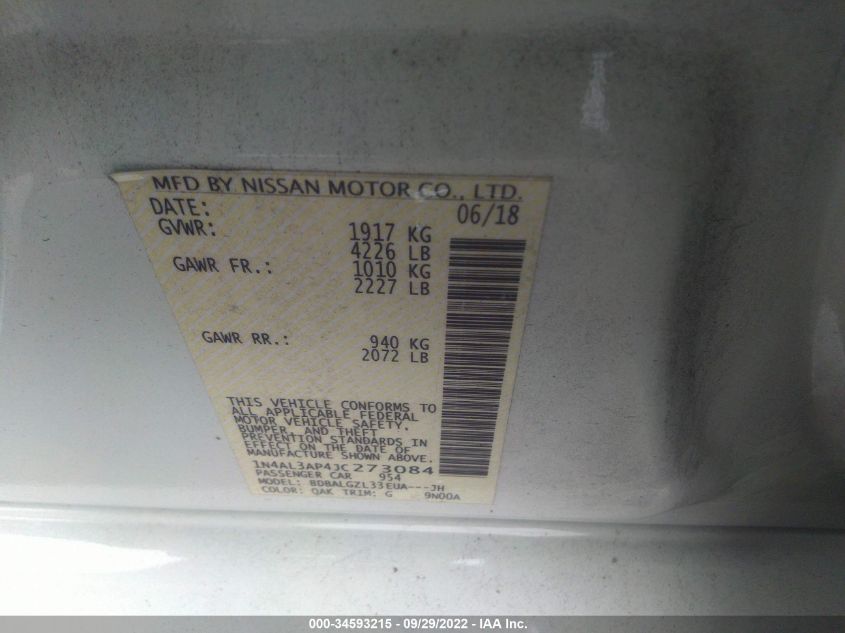 MFD BY NISSAN MOTOR CO., LTD.
DATE: 06/18
GVWR: 1917 KG
4226 LB
GAWR FR.: 1010 KG
2227 LB
GAWR RR.: 940 KG
2072 LB
THIS VEHICLE CONFORMS TO
ALL APPLICABLE FEDERAL
MOTOR VEHICLE SAFETY,
BUMPER, AND THEFT
PREVENTION STANDARDS IN
EFFECT ON THE DATE OF
MANUFACTURE SHOWN ABOVE.
1N4AL3AP4JC273084
PASSENGER CAR 954
MODEL: BDBALGZL33EUA---JH
COLOR: QAK TRIM: G 9N00A
000-34593215 - 09/29/2022 - IAA Inc.